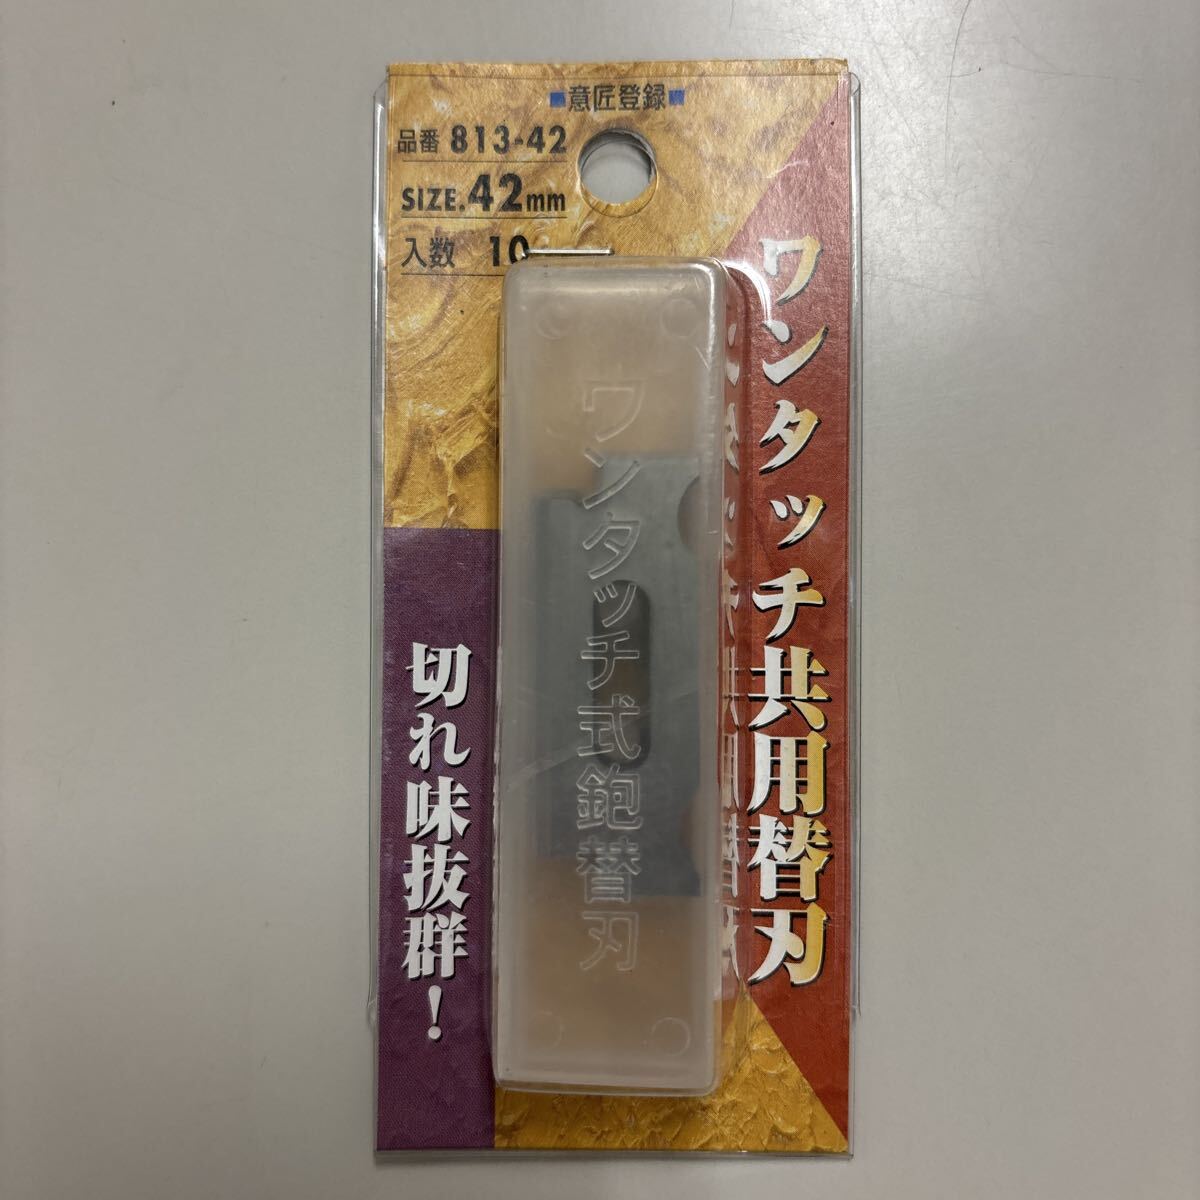 ■意匠登録■
品番 813-42
SIZE.42mm
入数 10
ワンタッチ共用替刃
ワンタッチ式鉋替刃
切れ味抜群!